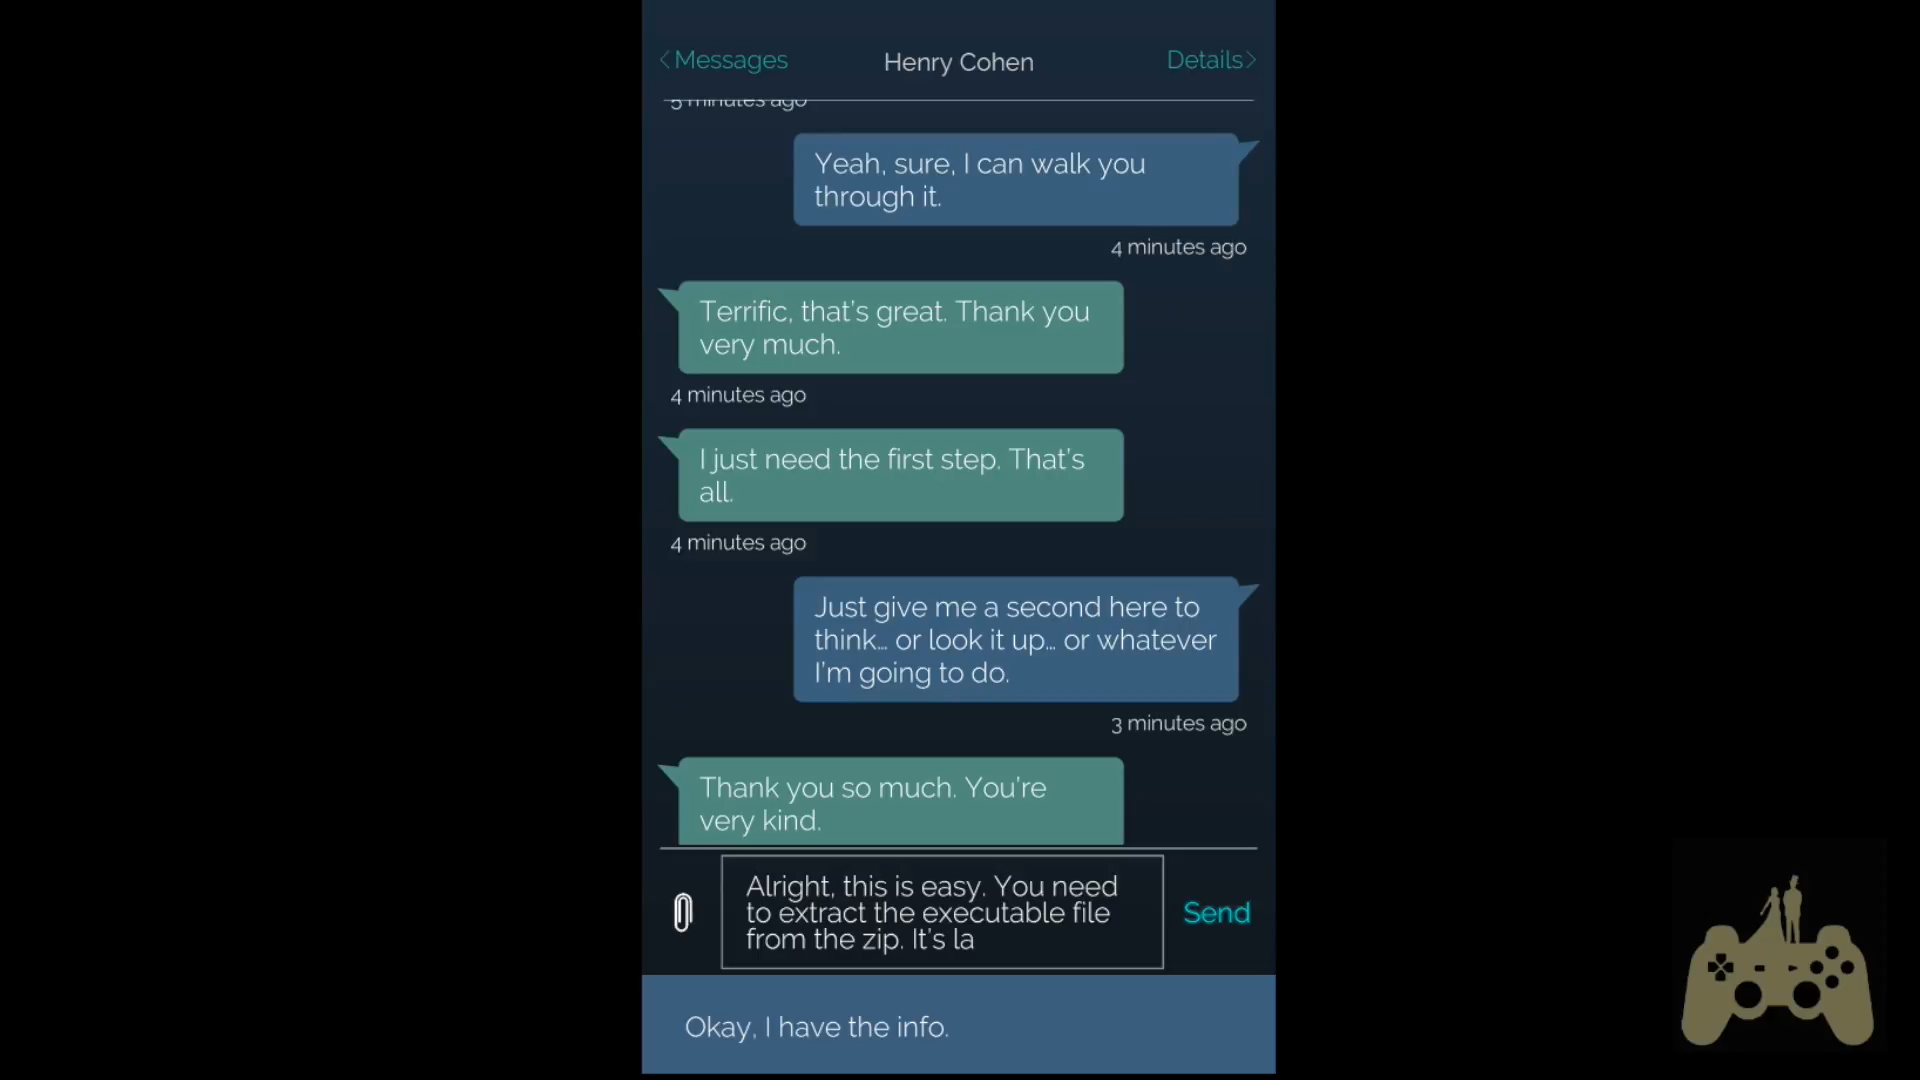 Messages
Henry Cohen
Details
5 minutes ago
Yeah, sure, I can walk you
through it.
4 minutes ago
Terrific, that's great. Thank you
very much.
4 minutes ago
I just need the first step. That's
all.
4 minutes ago
Just give me a second here to
think... or look it up... or whatever
I'm going to do.
3 minutes ago
Thank you so much. You're
very kind.
Alright, this is easy. You need
to extract the executable file
from the zip. It's la
Send
Okay, I have the info.